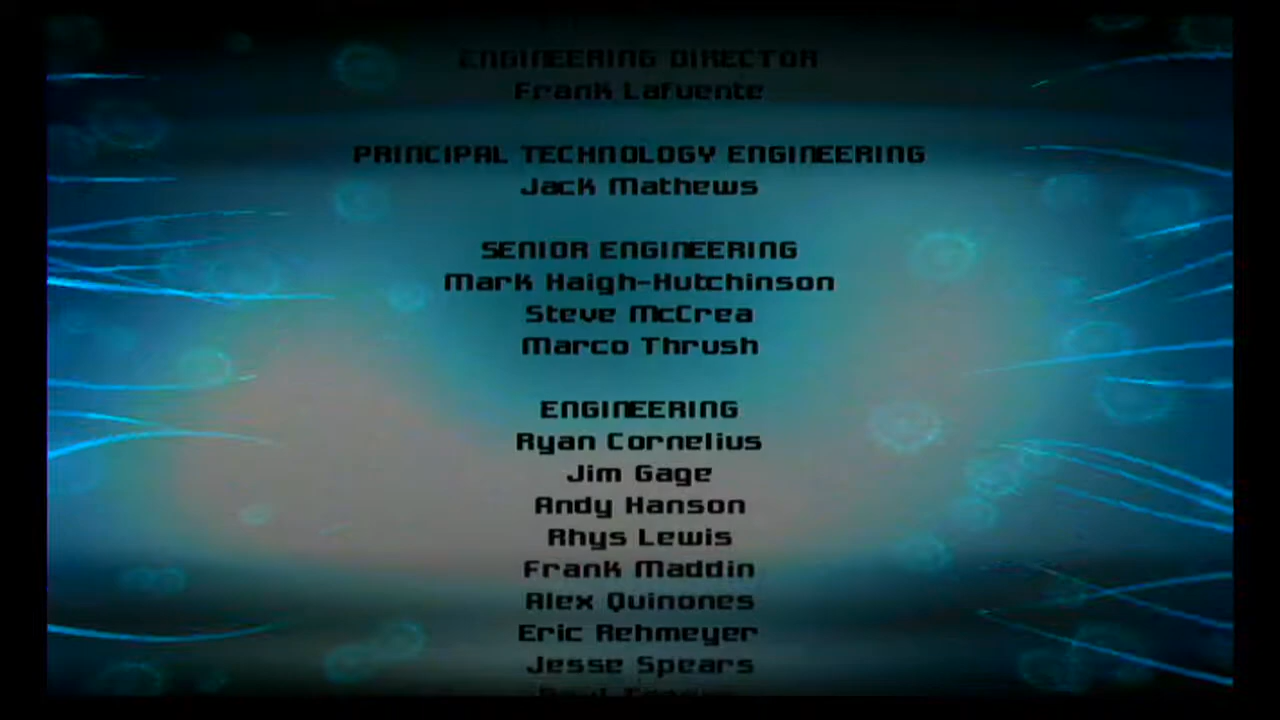 ENGINEERING DIRECTOR
Frank Lafuente
PRINCIPAL TECHNOLOGY ENGINEERING
Jack Mathews
SENIOR ENGINEERING
Mark Haigh-Hutchinson
Steve McCrea
Marco Thrush
ENGINEERING
Ryan Cornelius
Jim Gage
Andy Hanson
Rhys Lewis
Frank Maddin
Alex Quinones
Eric Rehmeyer
Jesse Spears